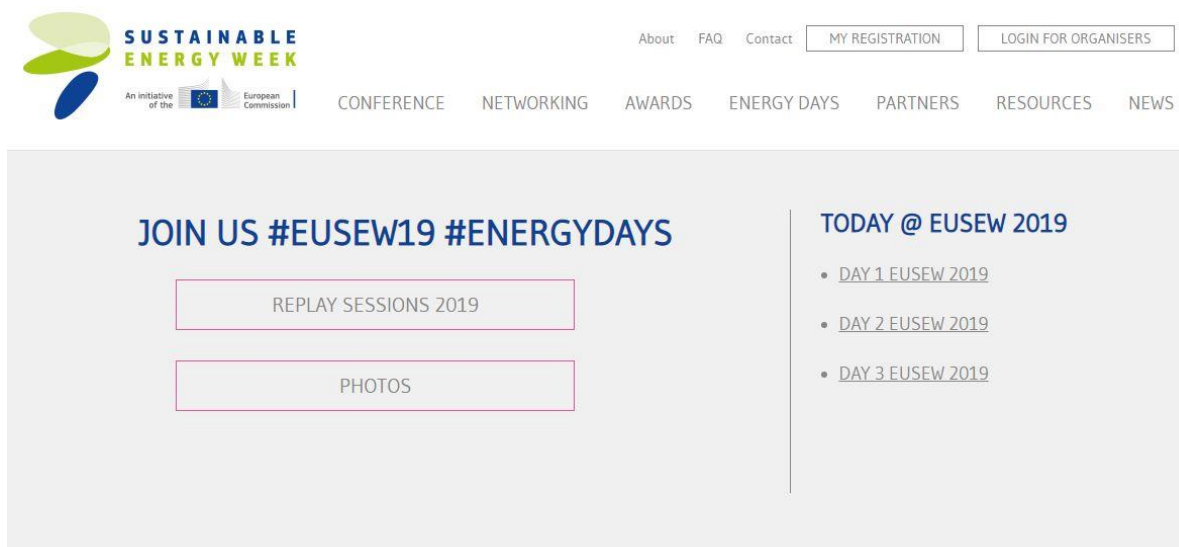 SUSTAINABLE
ENERGY WEEK
An initiative
of the
European
Commission
About FAQ Contact MY REGISTRATION LOGIN FOR ORGANISERS
CONFERENCE NETWORKING AWARDS ENERGY DAYS PARTNERS RESOURCES NEWS
JOIN US #EUSEW19 #ENERGYDAYS
REPLAY SESSIONS 2019
PHOTOS
TODAY @ EUSEW 2019
DAY 1 EUSEW 2019
DAY 2 EUSEW 2019
DAY 3 EUSEW 2019